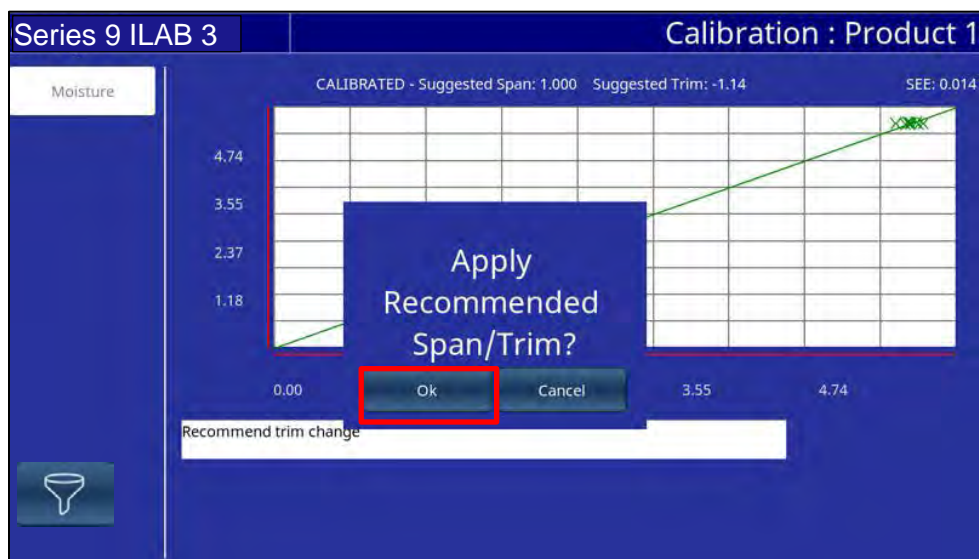 Series 9 ILAB 3
Calibration : Product 1
Moisture
CALIBRATED - Suggested Span: 1.000 Suggested Trim: -1.14 SEE: 0.014
4.74
3.55
2.37
1.18
Apply
Recommended
Span/Trim?
Ok Cancel
0.00 3.55 4.74
Recommend trim change